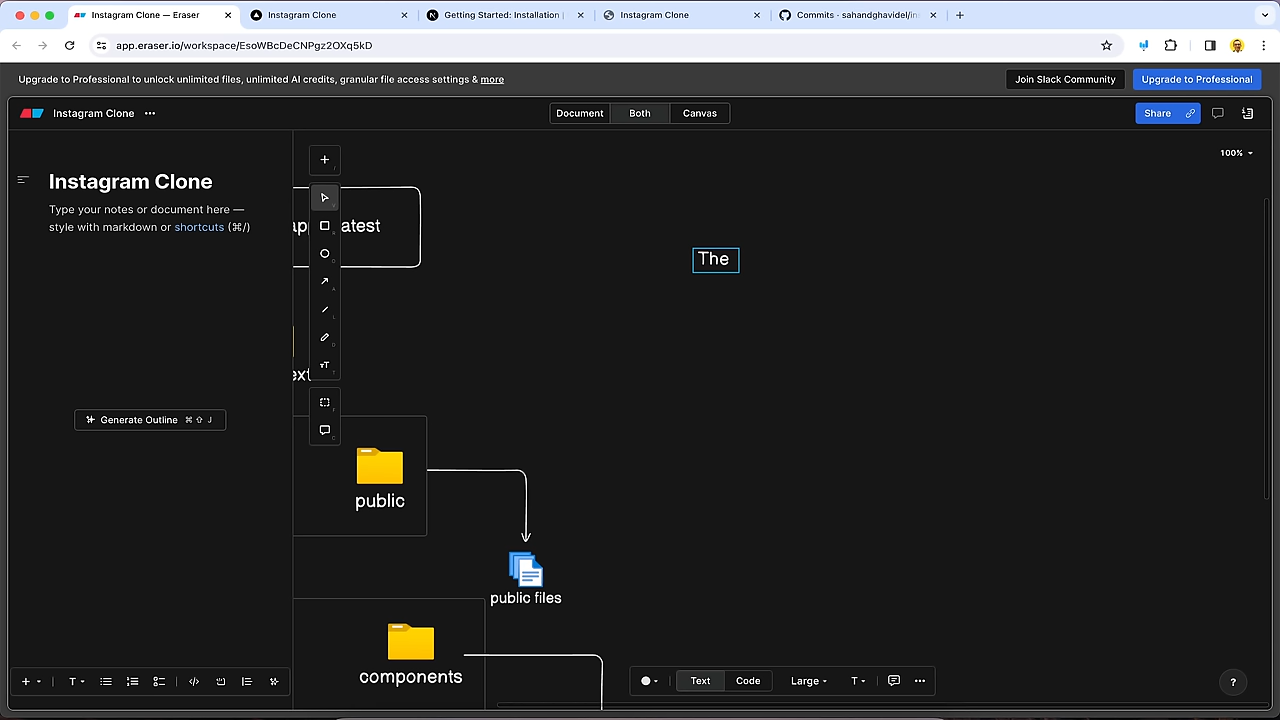 Instagram Clone — Eraser
Instagram Clone
Getting Started: Installation
Instagram Clone
Commits · sahandghavidel/in
app.eraser.io/workspace/EsoWBcDeCNPgz2OXq5kD
Upgrade to Professional to unlock unlimited files, unlimited AI credits, granular file access settings & more
Join Slack Community
Upgrade to Professional
Instagram Clone
Document
Both
Canvas
Share
100%
Instagram Clone
Type your notes or document here —
style with markdown or shortcuts (⌘/)
atest
The
Generate Outline ⌘ ⇧ J
public
public files
components
Text
Code
Large
T
T
?